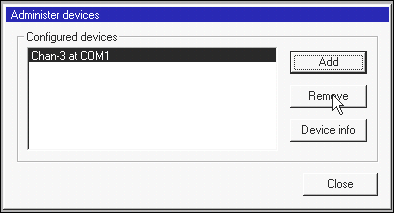 Administer devices
Configured devices
Chan-3 at COM1
Add
Remove
Device info
Close